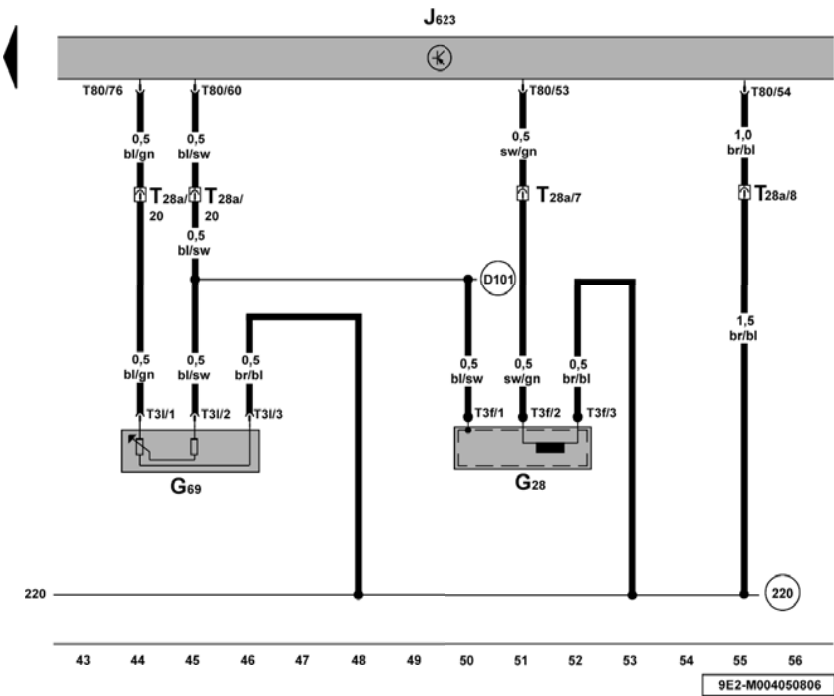 J623
T80/76
T80/60
T80/53
T80/54
0,5
bl/gn
0,5
bl/sw
0,5
sw/gn
1,0
br/bl
T28a/
20
T28a/
20
T28a/7
T28a/8
0,5
bl/sw
D101
1,5
br/bl
0,5
bl/gn
0,5
bl/sw
0,5
br/bl
0,5
bl/sw
0,5
sw/gn
0,5
br/bl
T3l/1
T3l/2
T3l/3
T3f/1
T3f/2
T3f/3
G69
G28
220
220
43 44 45 46 47 48 49 50 51 52 53 54 55 56
9E2-M004050806